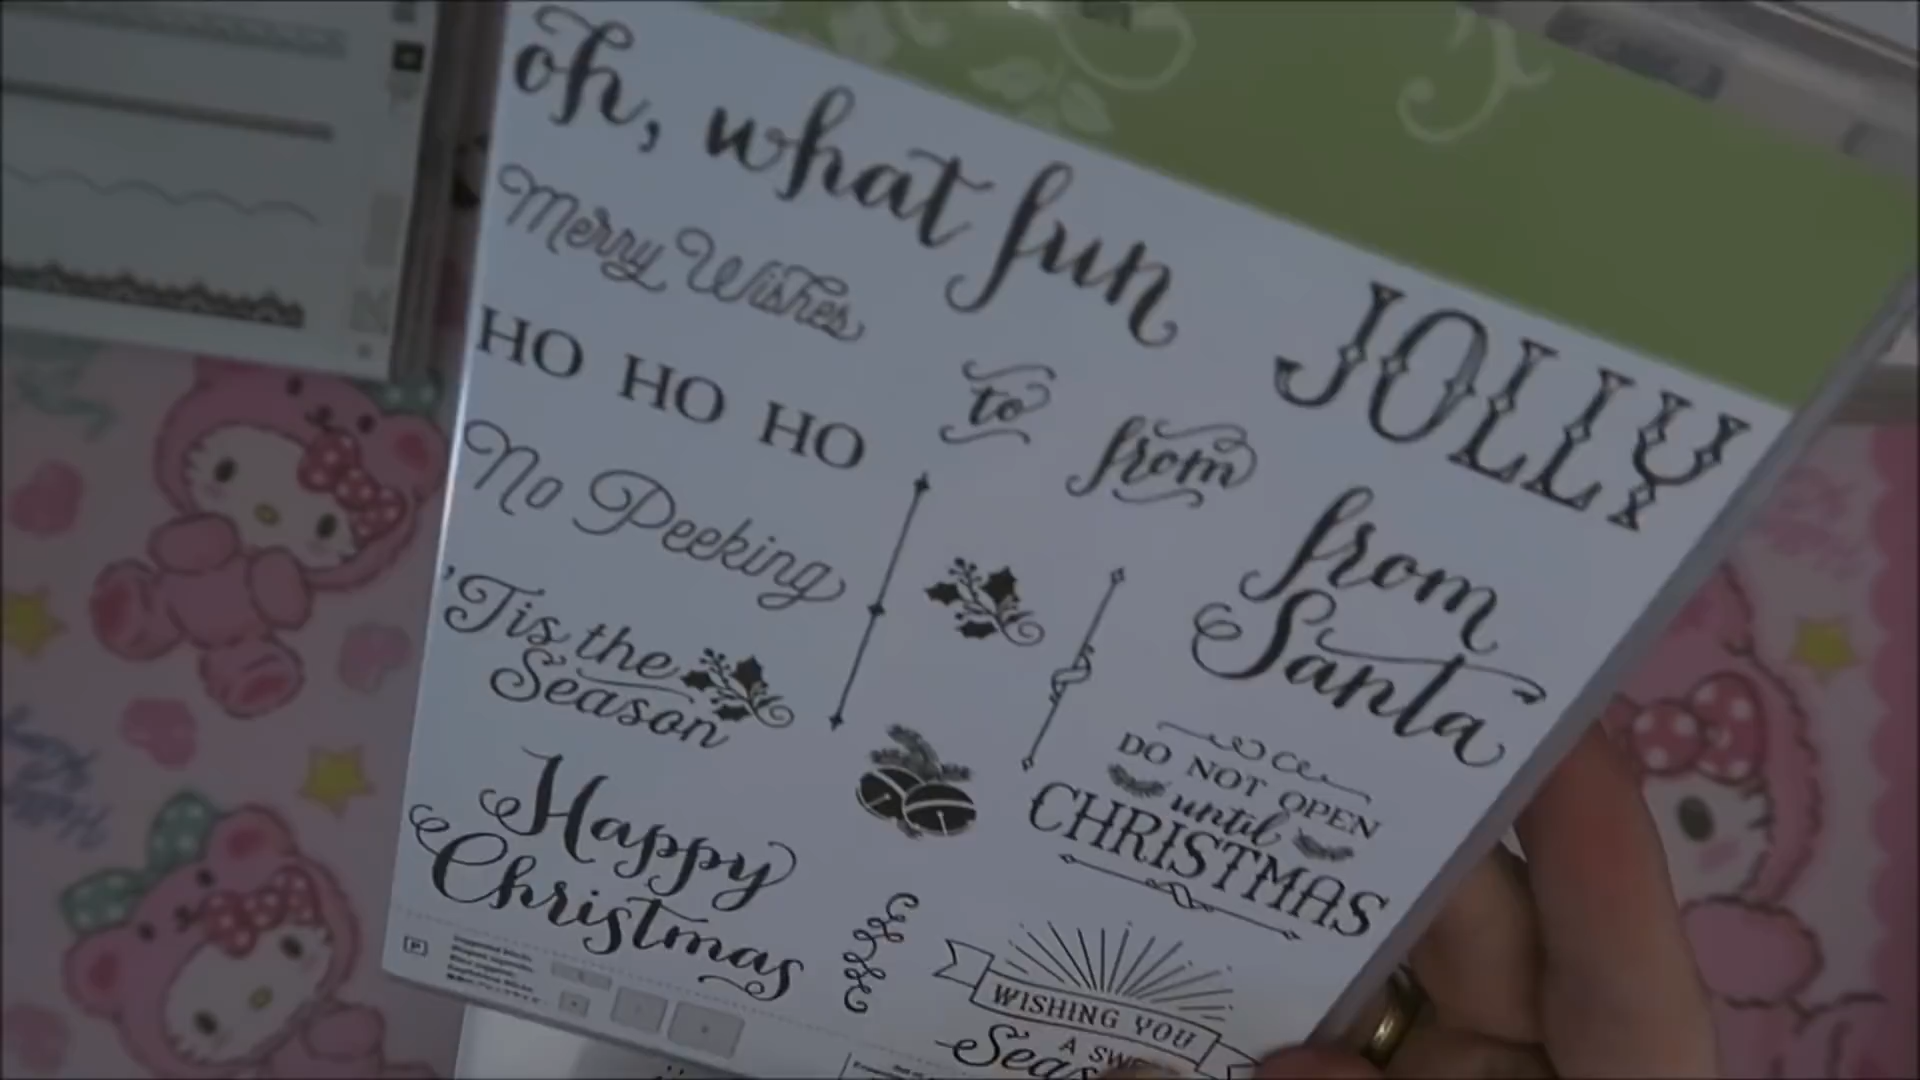 oh, what fun
Merry Wishes
HO HO HO
to
from
JOLLY
No Peeking
from
Santa
'Tis the
Season
DO NOT OPEN
until
CHRISTMAS
Happy
Christmas
WISHING YOU
A